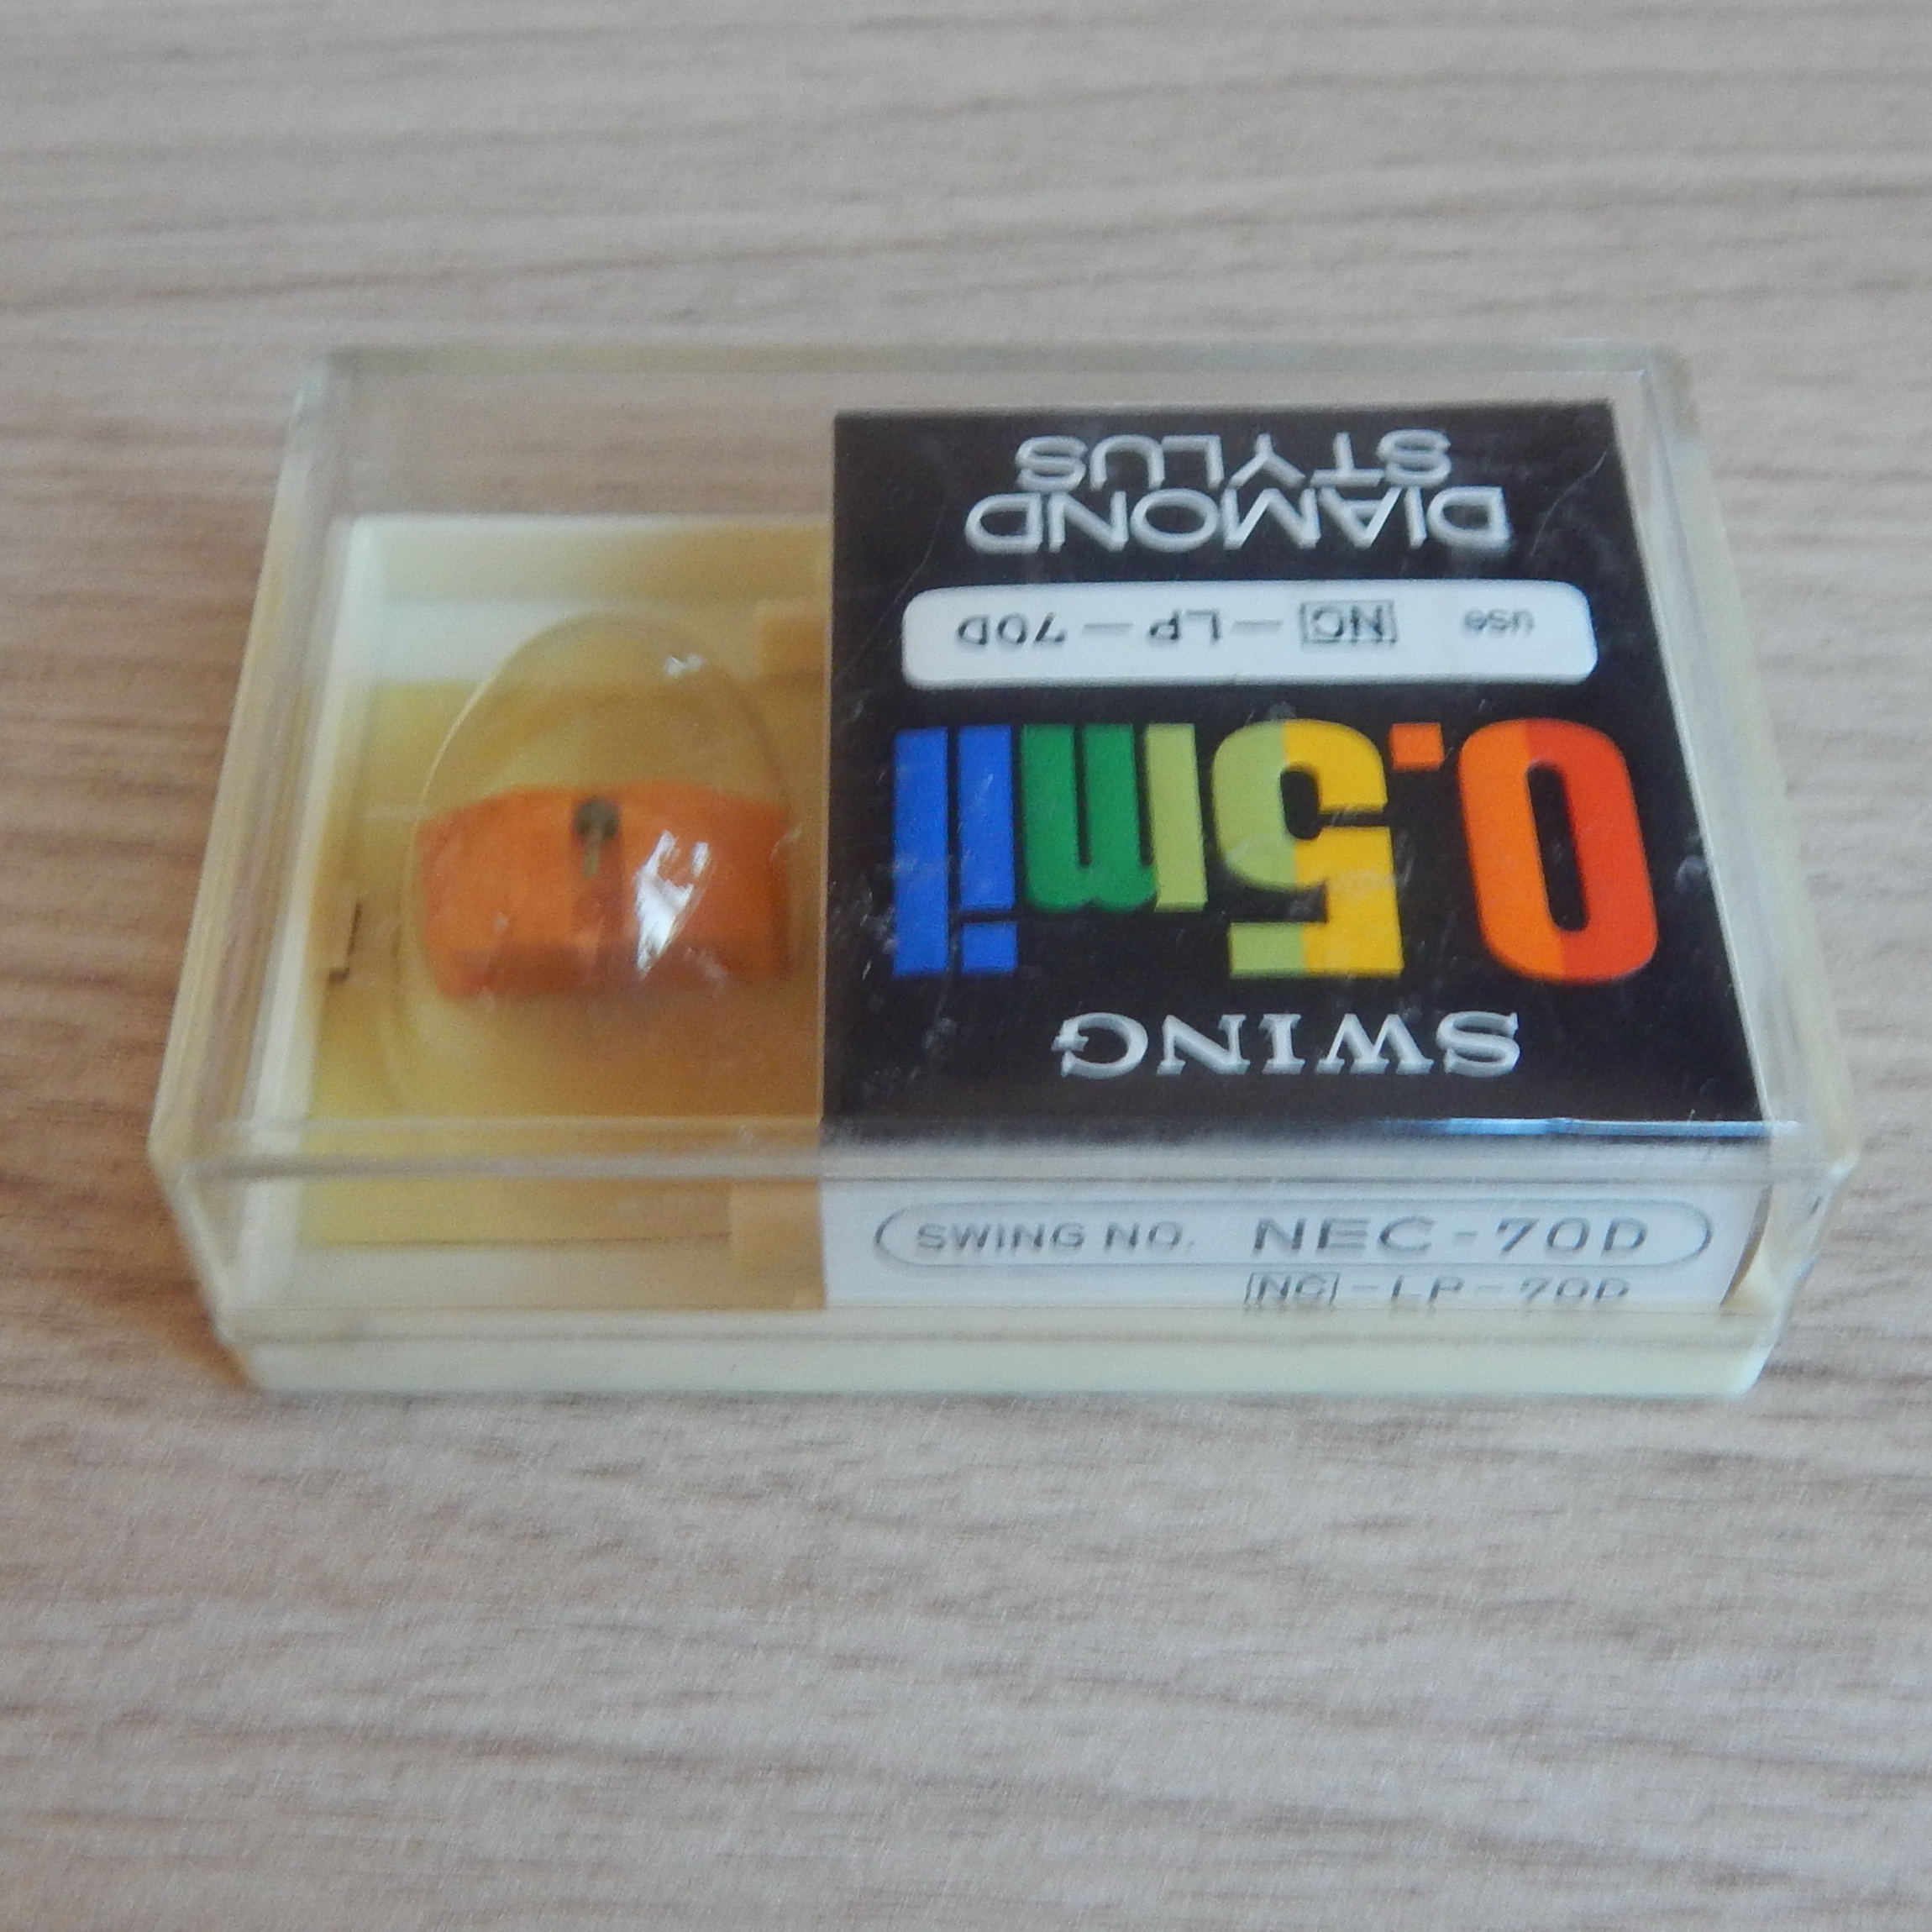 SWING
0.5mil
use NC-LP-70D
DIAMOND
STYLUS
SWING NO. NEC-70D
NC-LP-70D